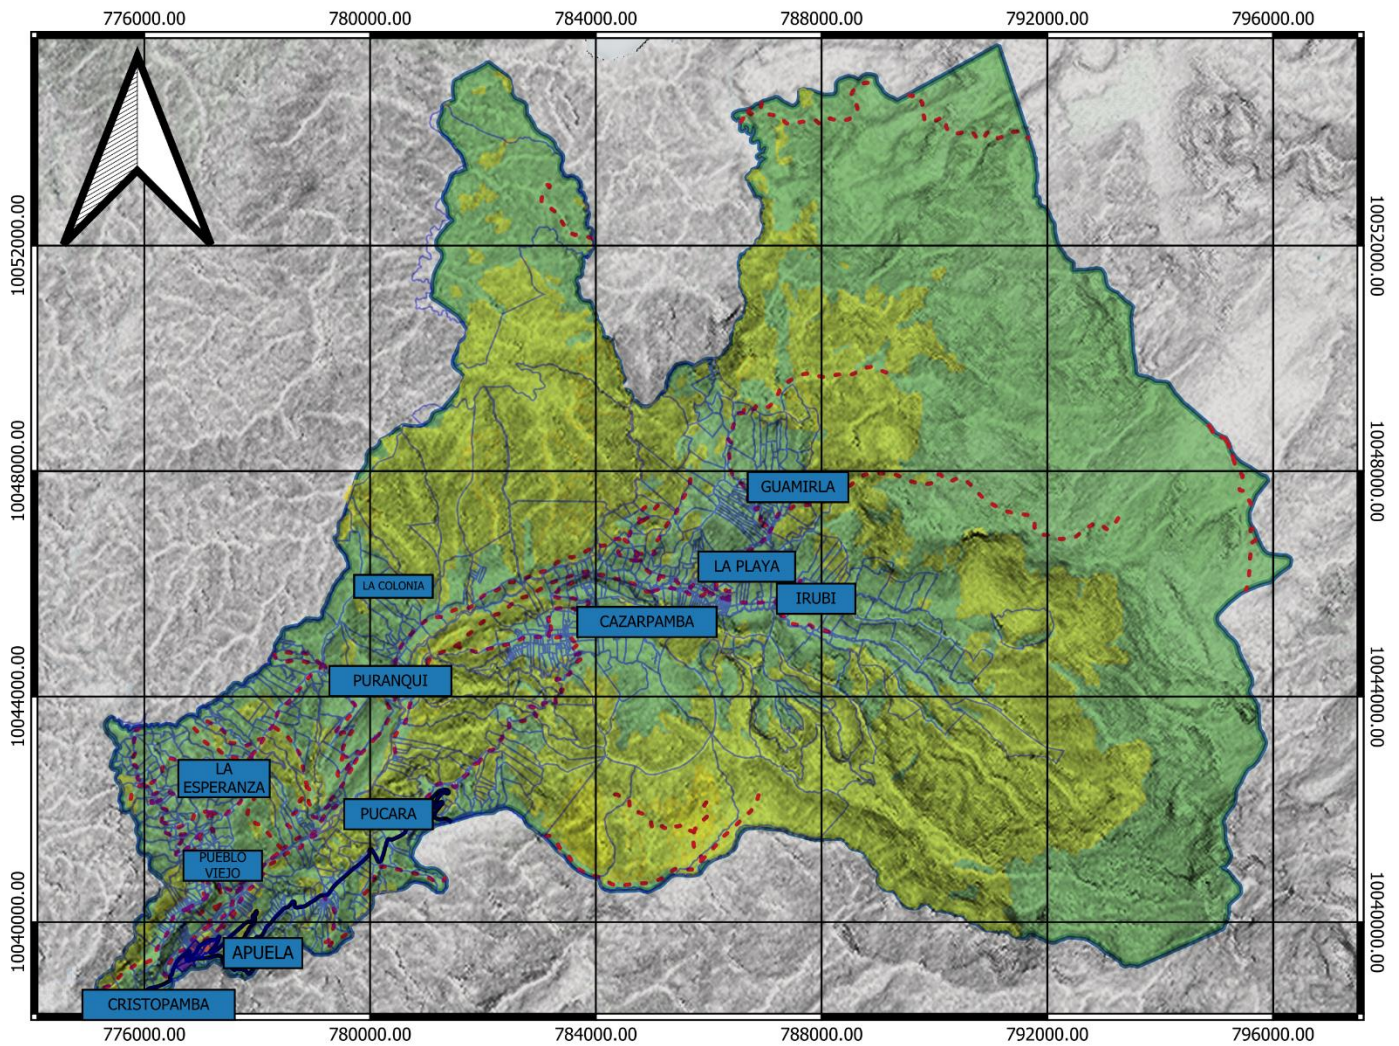 776000.00 780000.00 784000.00 788000.00 792000.00 796000.00
10052000.00
10052000.00
10048000.00
10048000.00
GUAMIRLA
LA PLAYA
LA COLONIA
IRUBI
CAZARPAMBA
PURANQUI
10044000.00
10044000.00
LA
ESPERANZA
PUCARA
PUEBLO
VIEJO
10040000.00
10040000.00
APUELA
CRISTOPAMBA
776000.00 780000.00 784000.00 788000.00 792000.00 796000.00